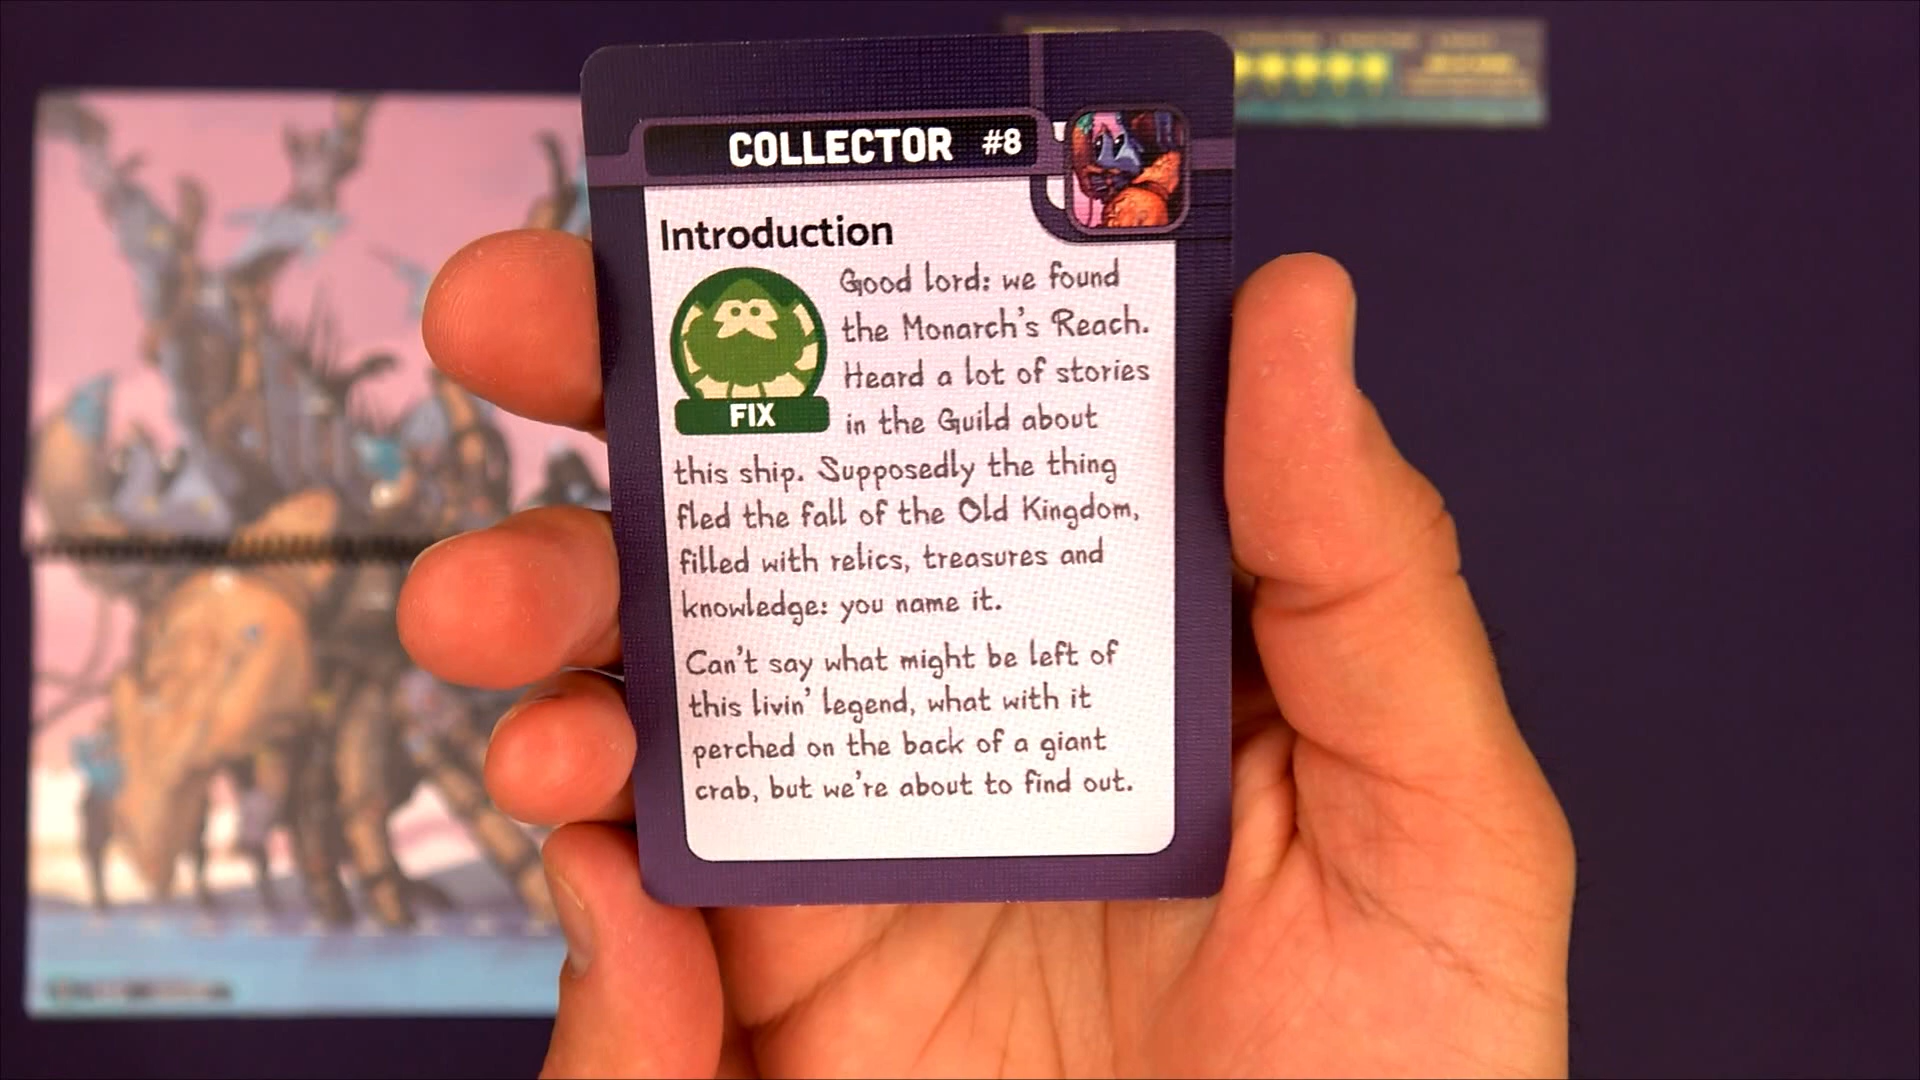 COLLECTOR #8
Introduction
Good lord: we found
the Monarch's Reach.
Heard a lot of stories
in the Guild about
FIX
this ship. Supposedly the thing
fled the fall of the Old Kingdom,
filled with relics, treasures and
knowledge: you name it.
Can't say what might be left of
this livin' legend, what with it
perched on the back of a giant
crab, but we're about to find out.